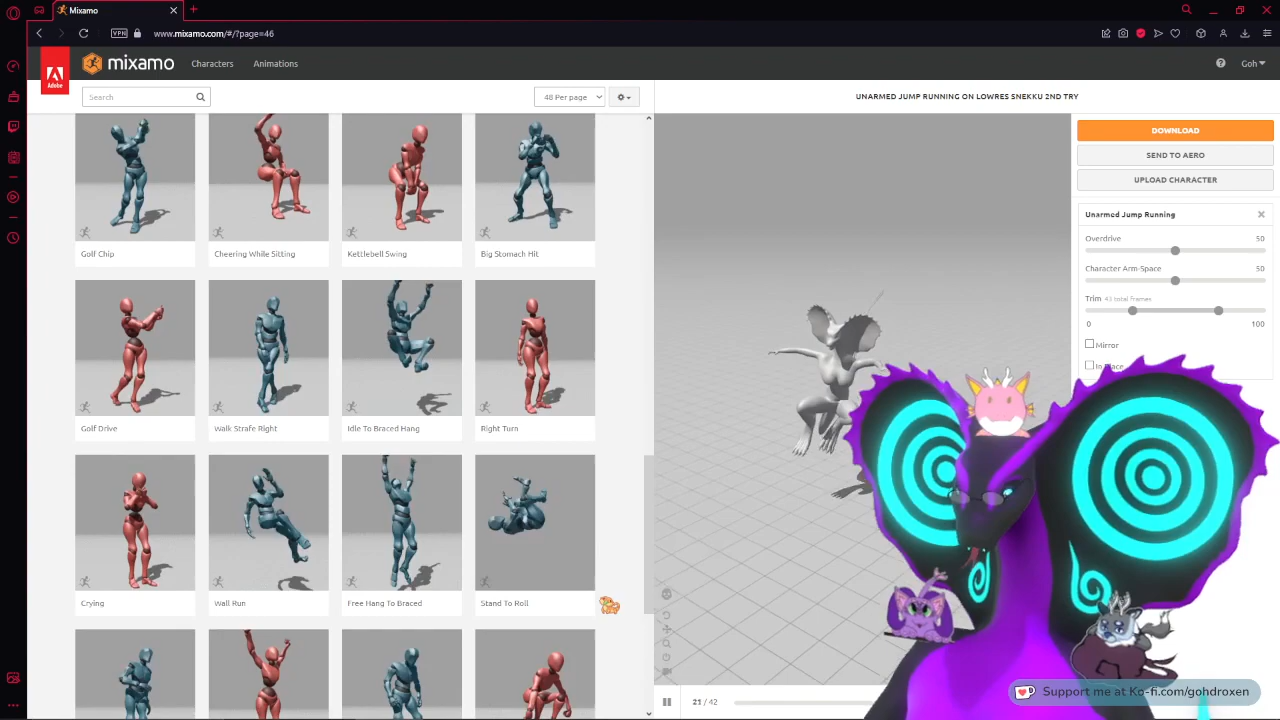 Mixamo
VPN
www.mixamo.com/#/?page=46
Adobe
mixamo
Characters
Animations
Goh
Search
48 Per page
UNARMED JUMP RUNNING ON LOWRES SNEKKU 2ND TRY
DOWNLOAD
SEND TO AERO
UPLOAD CHARACTER
Unarmed Jump Running
Overdrive 50
Character Arm-Space 50
Trim 43 total frames
0 100
Mirror
In Place
Golf Chip
Cheering While Sitting
Kettlebell Swing
Big Stomach Hit
Golf Drive
Walk Strafe Right
Idle To Braced Hang
Right Turn
Crying
Wall Run
Free Hang To Braced
Stand To Roll
21 / 42
Support me at Ko-fi.com/gohdroxen